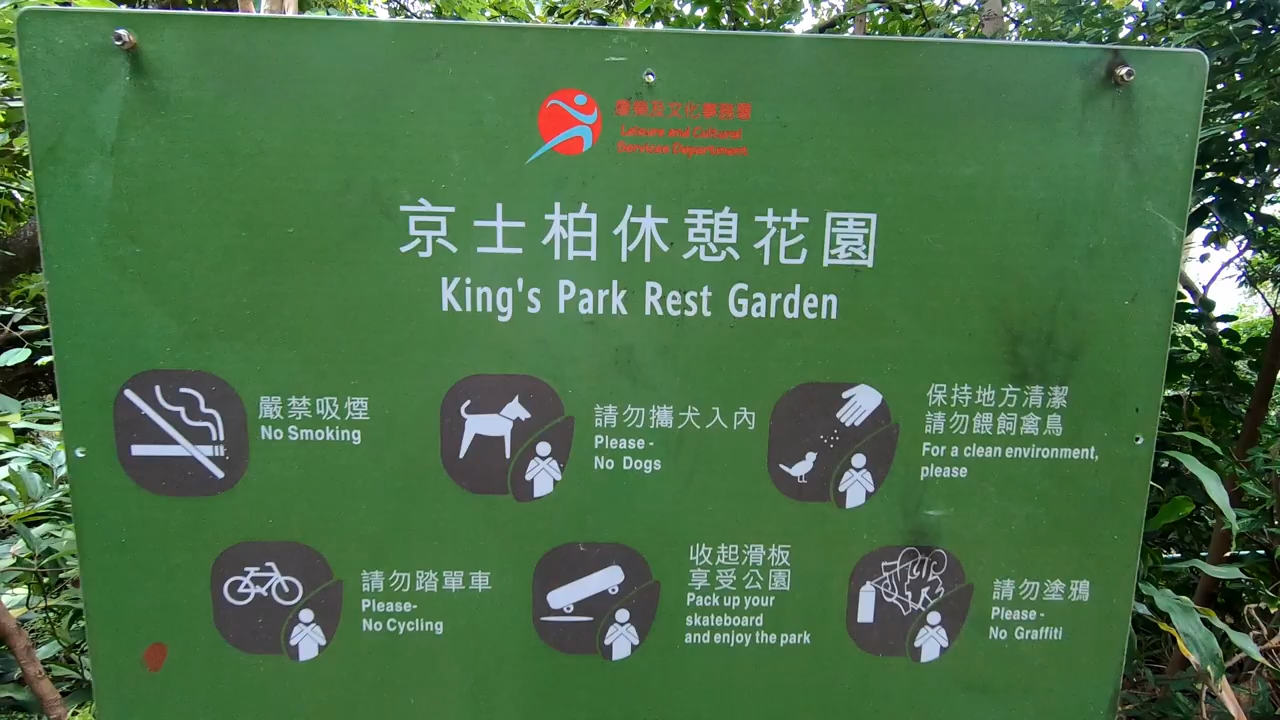 康樂及文化事務署
Leisure and Cultural
Services Department
京士柏休憩花園
King's Park Rest Garden
嚴禁吸煙
No Smoking
請勿攜犬入內
Please -
No Dogs
保持地方清潔
請勿餵飼禽鳥
For a clean environment,
please
請勿踏單車
Please-
No Cycling
收起滑板
享受公園
Pack up your
skateboard
and enjoy the park
請勿塗鴉
Please -
No Graffiti